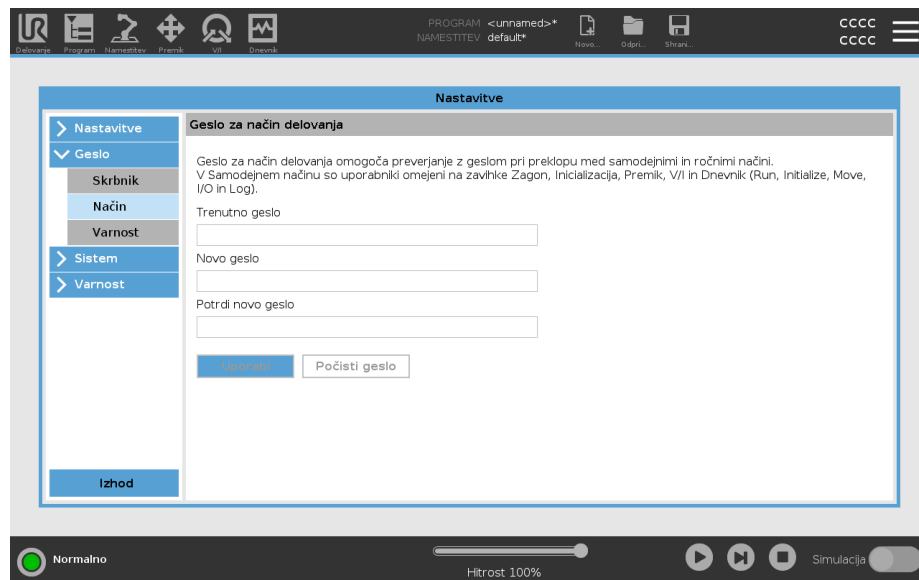 PROGRAM <unnamed>*
NAMESTITEV default*
CCCC
CCCC
Delovanje Program Namestitev Premik V/I Dnevnik Novo... Odpri... Shrani...
Nastavitve
Nastavitve
Geslo
Skrbnik
Način
Varnost
Sistem
Varnost
Izhod
Geslo za način delovanja
Geslo za način delovanja omogoča preverjanje z geslom pri preklopu med samodejnimi in ročnimi načini.
V Samodejnem načinu so uporabniki omejeni na zavihke Zagon, Inicializacija, Premik, V/I in Dnevnik (Run, Initialize, Move,
I/O in Log).
Trenutno geslo
Novo geslo
Potrdi novo geslo
Uporabi Počisti geslo
Normalno
Hitrost 100%
Simulacija